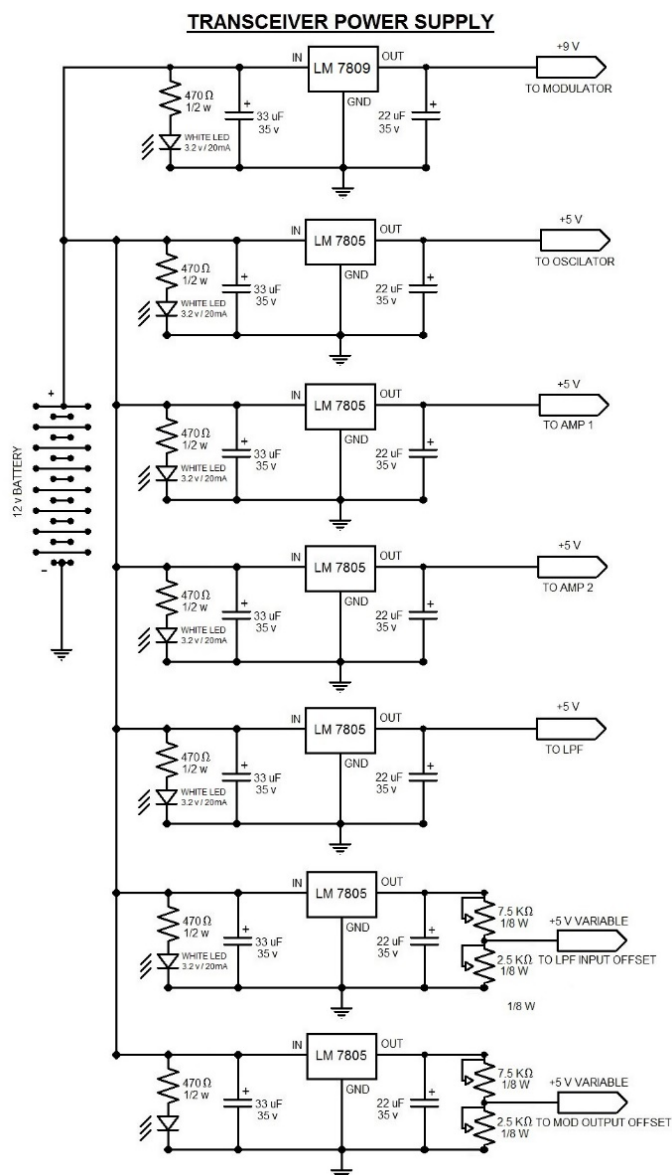 TRANSCEIVER POWER SUPPLY
+9 V
IN
LM 7809
OUT
TO MODULATOR
GND
470 Ω
1/2 w
+
33 uF
35 v
22 uF
35 v
+
WHITE LED
3.2 v / 20mA
+5 V
IN
LM 7805
OUT
TO OSCILATOR
GND
470 Ω
1/2 w
+
33 uF
35 v
22 uF
35 v
+
WHITE LED
3.2 v / 20mA
+5 V
IN
LM 7805
OUT
TO AMP 1
GND
470 Ω
1/2 w
+
33 uF
35 v
22 uF
35 v
+
WHITE LED
3.2 v / 20mA
+
12 v BATTERY
-
+5 V
IN
LM 7805
OUT
TO AMP 2
GND
470 Ω
1/2 w
+
33 uF
35 v
22 uF
35 v
+
WHITE LED
3.2 v / 20mA
+5 V
IN
LM 7805
OUT
TO LPF
GND
470 Ω
1/2 w
+
33 uF
35 v
22 uF
35 v
+
WHITE LED
3.2 v / 20mA
IN
LM 7805
OUT
GND
470 Ω
1/2 w
+
33 uF
35 v
22 uF
35 v
+
WHITE LED
3.2 v / 20mA
7.5 KΩ
1/8 W
+5 V VARIABLE
TO LPF INPUT OFFSET
2.5 KΩ
1/8 W
1/8 W
IN
LM 7805
OUT
GND
470 Ω
1/2 w
+
33 uF
35 v
22 uF
35 v
+
7.5 KΩ
1/8 W
+5 V VARIABLE
TO MOD OUTPUT OFFSET
2.5 KΩ
1/8 W